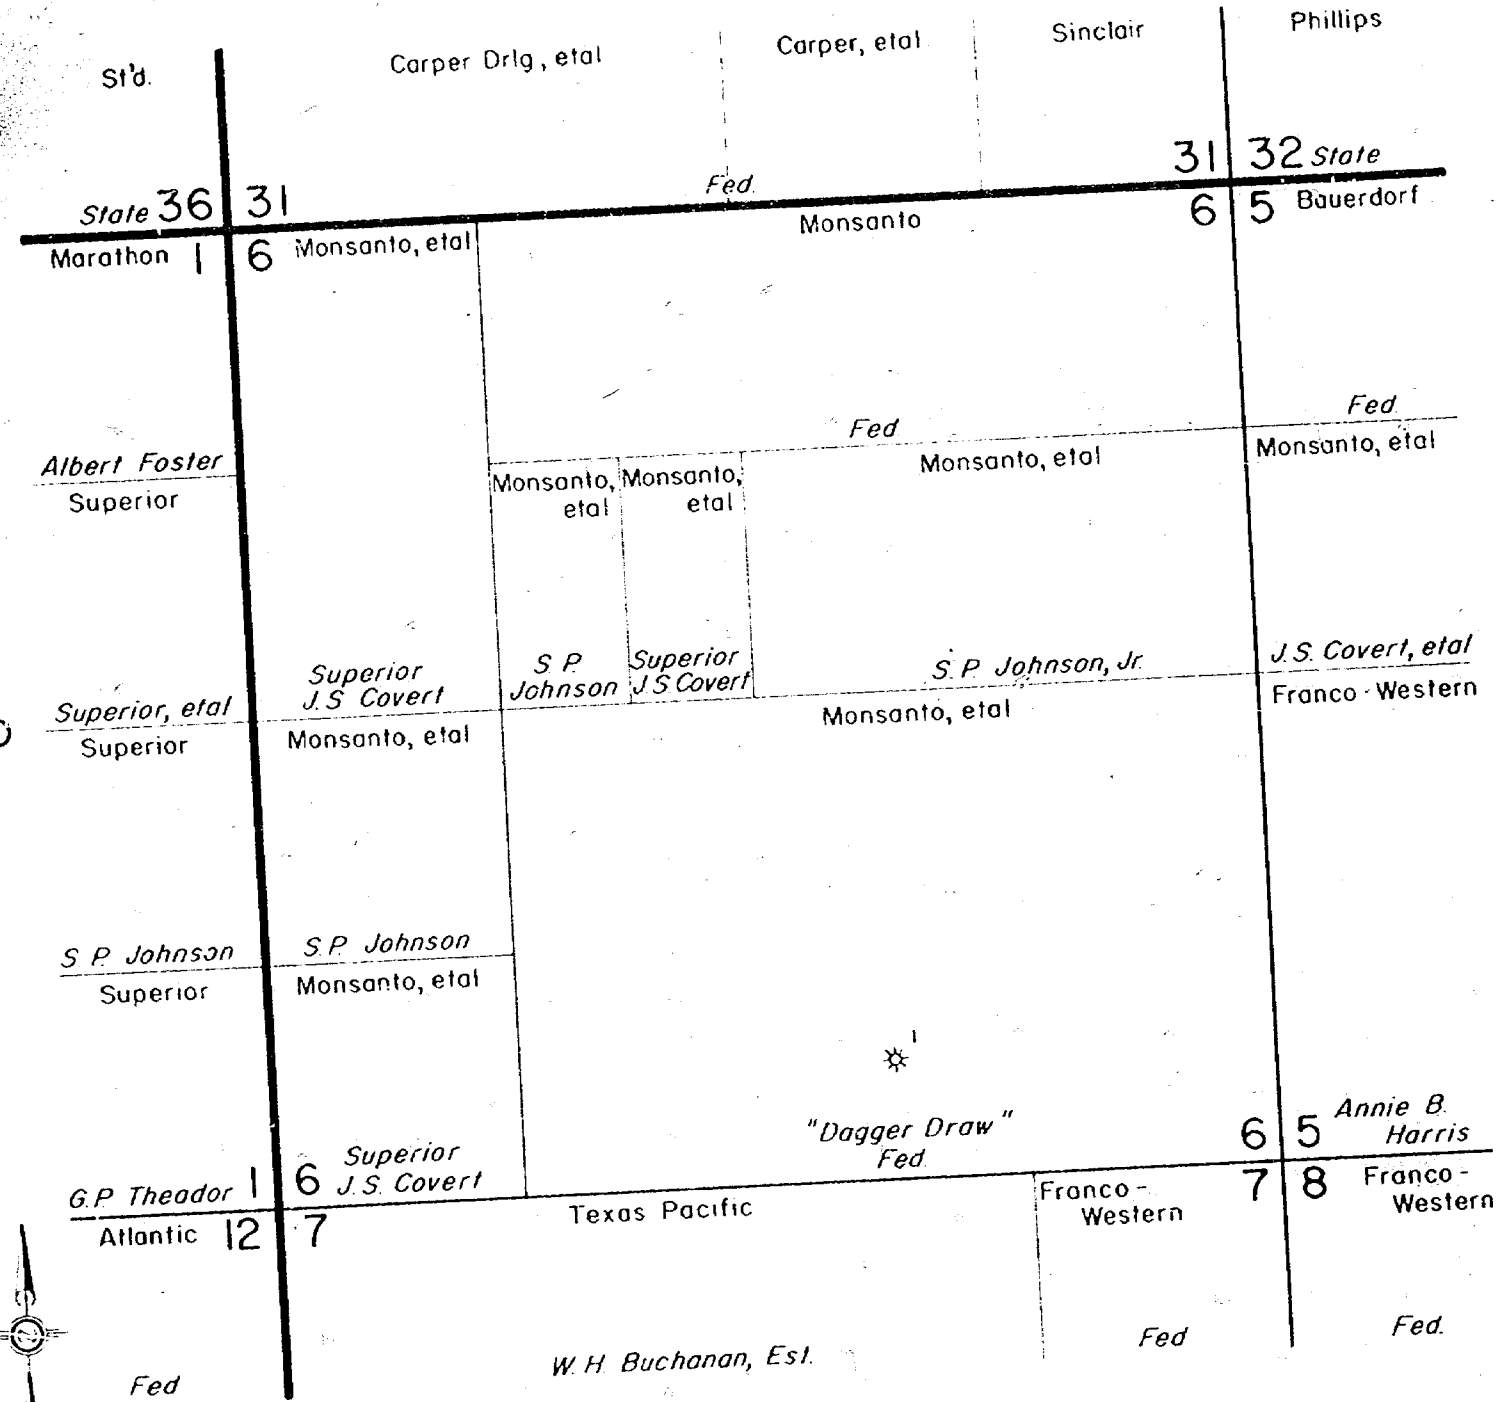 St'd.
Carper Drlg, etal
Carper, etal
Sinclair
Phillips
State 36
31
Fed.
31
32 State
Marathon 1
6 Monsanto, etal
Monsanto
6
5 Bauerdorf
Albert Foster
Superior
Fed
Fed
Monsanto,
etal
Monsanto,
etal
Monsanto, etal
Monsanto, etal
Superior, etal
Superior
J.S Covert
S P.
Johnson
Superior
J S Covert
S. P. Johnson, Jr.
J.S. Covert, etal
Superior
Monsanto, etal
Monsanto, etal
Franco-Western
S P. Johnson
S.P. Johnson
Superior
Monsanto, etal
1
"Dagger Draw"
Fed.
G.P. Theador 1
6 Superior
J.S. Covert
6
5 Annie B.
Harris
Atlantic 12
7
Texas Pacific
Franco-
Western
7
8 Franco-
Western
Fed
W. H. Buchanan, Est.
Fed
Fed.